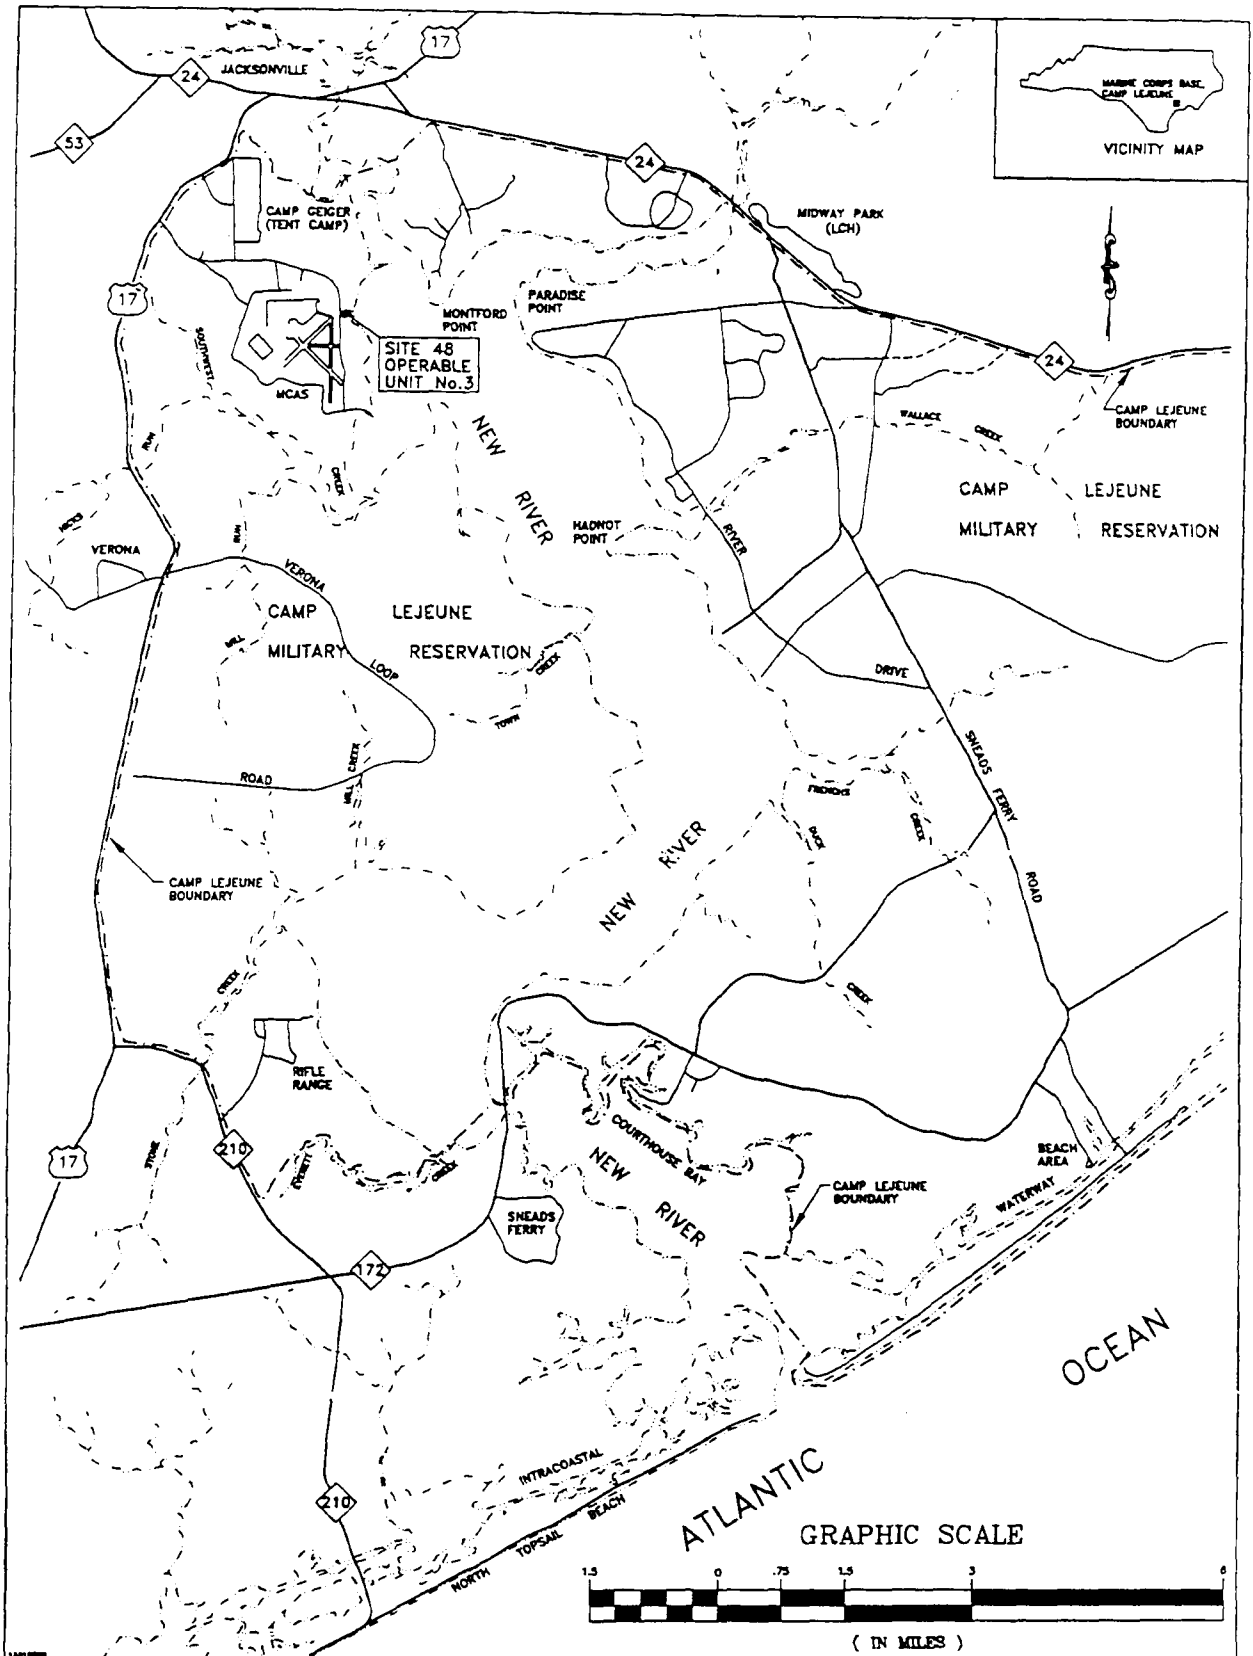 17
24
JACKSONVILLE
53
MARINE CORPS BASE,
CAMP LEJEUNE
VICINITY MAP
24
CAMP GEIGER
(TENT CAMP)
MIDWAY PARK
(LCH)
17
PARADISE
POINT
MONTFORD
POINT
SOUTHWEST
SITE 48
OPERABLE
UNIT No.3
MCAS
24
CAMP LEJEUNE
BOUNDARY
WALLACE
CREEK
NEW
RIVER
RUN
CREEK
HICKS
CAMP LEJEUNE
MILITARY RESERVATION
HADNOT
POINT
RIVER
RUN
VERONA
VERONA
CAMP LEJEUNE
MILITARY RESERVATION
MILL
LOOP
CREEK
TOWN
DRIVE
SNEADS FERRY
ROAD
MILL CREEK
FRENCHS
DUCK
CREEK
NEW RIVER
ROAD
CAMP LEJEUNE
BOUNDARY
CREEK
CREEK
RIFLE
RANGE
COURTHOUSE BAY
NEW
RIVER
17
STONE
210
EVERETT
CREEK
BEACH
AREA
CAMP LEJEUNE
BOUNDARY
WATERWAY
SNEADS
FERRY
172
OCEAN
ATLANTIC
INTRACOASTAL
210
NORTH TOPSAIL BEACH
GRAPHIC SCALE
1.5 0 .75 1.5 3 6
( IN MILES )